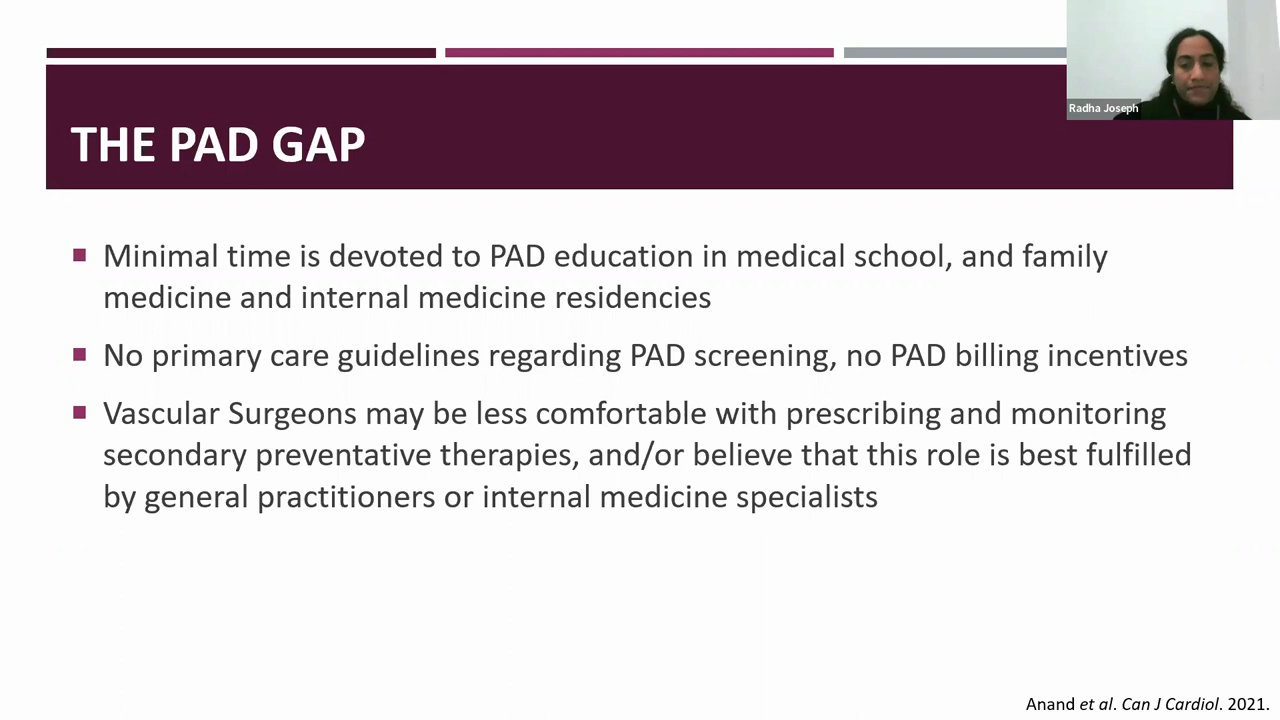 Radha Joseph
THE PAD GAP
Minimal time is devoted to PAD education in medical school, and family
medicine and internal medicine residencies
No primary care guidelines regarding PAD screening, no PAD billing incentives
Vascular Surgeons may be less comfortable with prescribing and monitoring
secondary preventative therapies, and/or believe that this role is best fulfilled
by general practitioners or internal medicine specialists
Anand et al. Can J Cardiol. 2021.